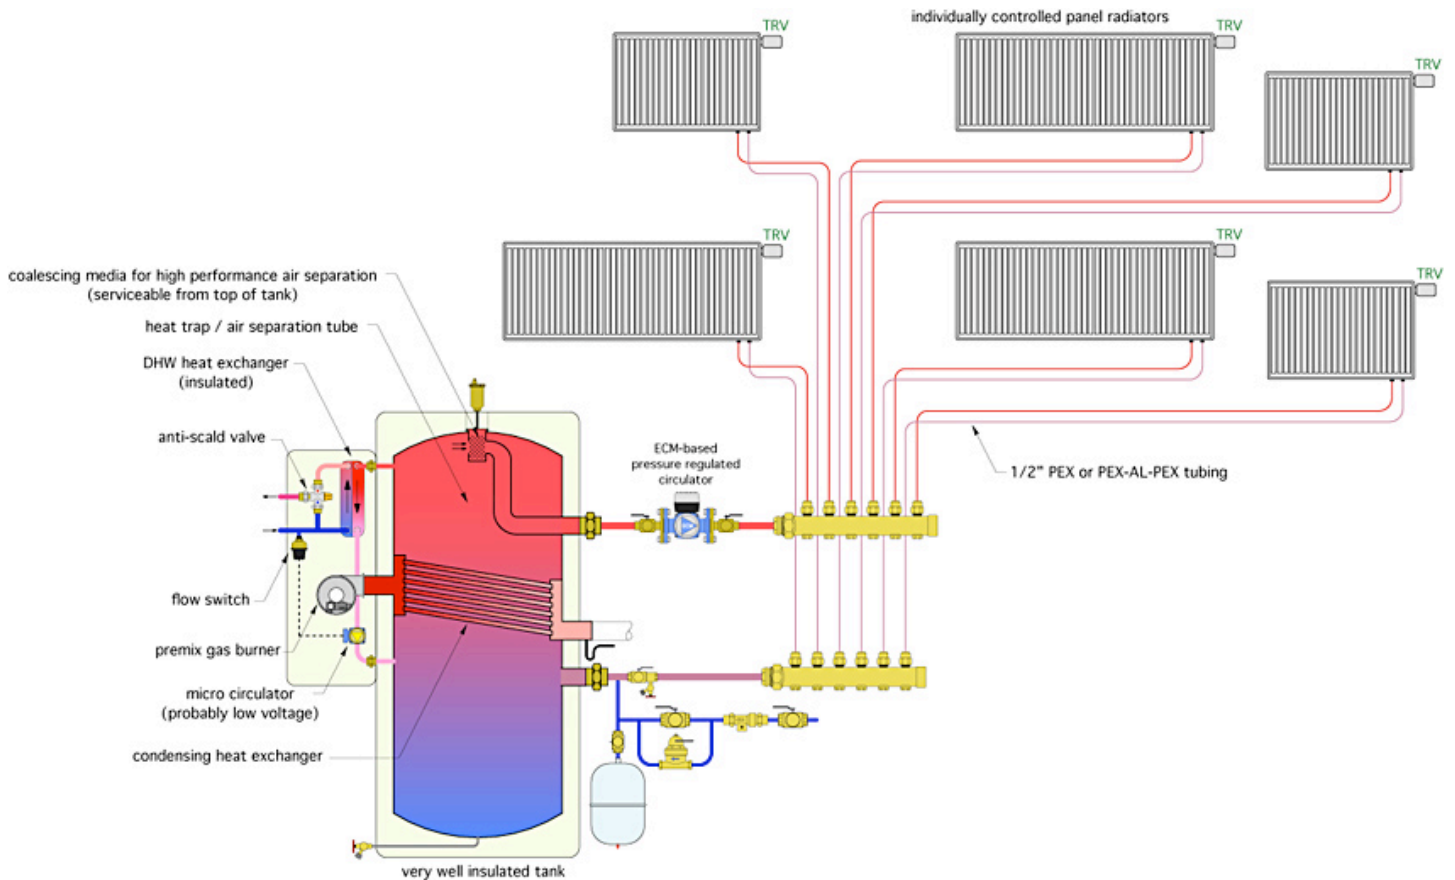 individually controlled panel radiators
TRV
TRV
TRV
TRV
TRV
TRV
coalescing media for high performance air separation
(serviceable from top of tank)
heat trap / air separation tube
DHW heat exchanger
(insulated)
anti-scald valve
ECM-based
pressure regulated
circulator
1/2" PEX or PEX-AL-PEX tubing
flow switch
premix gas burner
micro circulator
(probably low voltage)
condensing heat exchanger
very well insulated tank